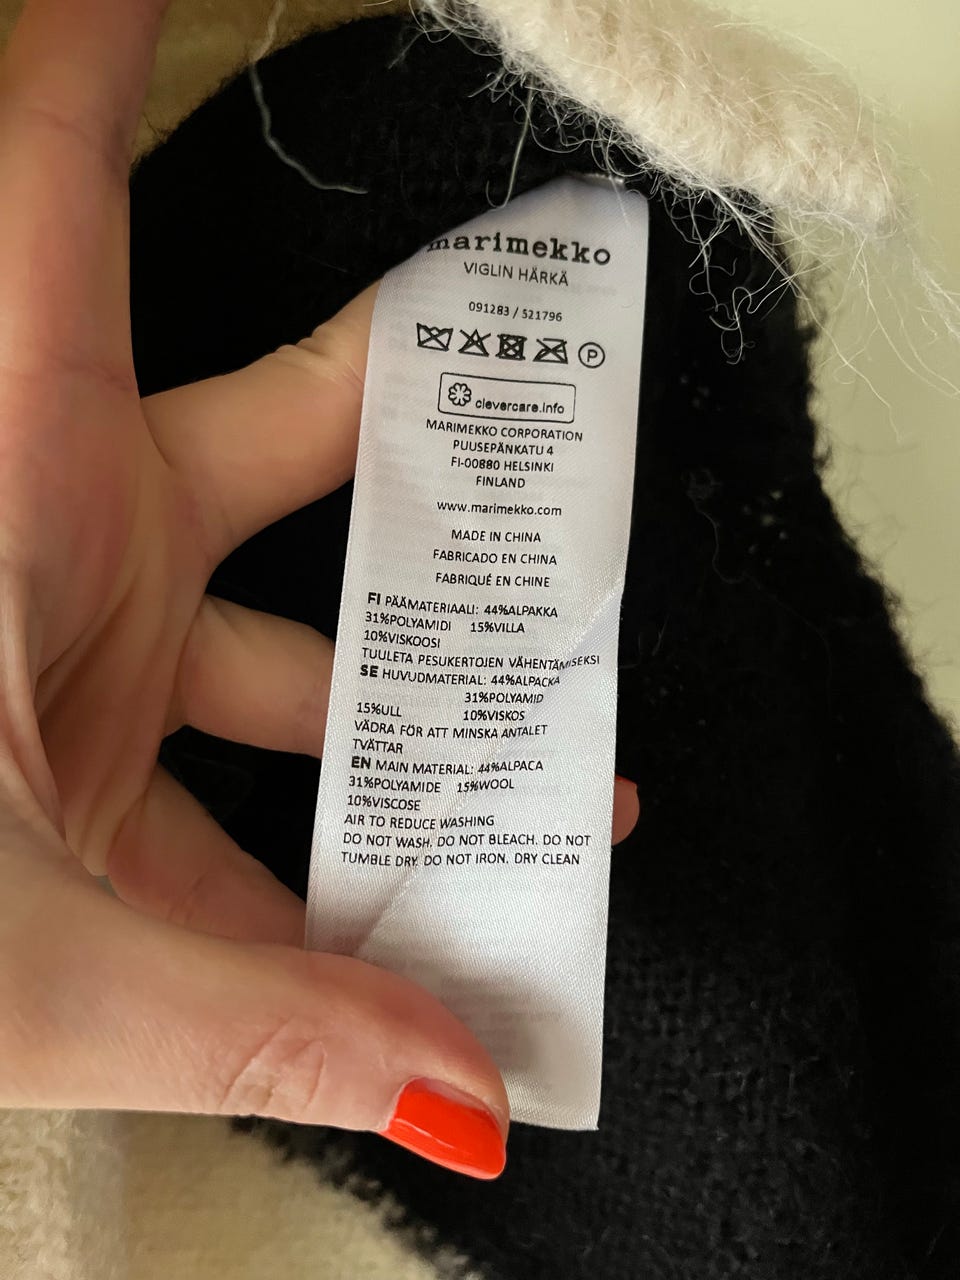 marimekko
VIGLIN HÄRKÄ
091283 / 521796
P
clevercare.info
MARIMEKKO CORPORATION
PUUSEPÄNKATU 4
FI-00880 HELSINKI
FINLAND
www.marimekko.com
MADE IN CHINA
FABRICADO EN CHINA
FABRIQUÉ EN CHINE
FI PÄÄMATERIAALI: 44%ALPAKKA
31%POLYAMIDI 15%VILLA
10%VISKOOSI
TUULETA PESUKERTOJEN VÄHENTÄMISEKSI
SE HUVUDMATERIAL: 44%ALPACKA
31%POLYAMID
15%ULL 10%VISKOS
VÄDRA FÖR ATT MINSKA ANTALET
TVÄTTAR
EN MAIN MATERIAL: 44%ALPACA
31%POLYAMIDE 15%WOOL
10%VISCOSE
AIR TO REDUCE WASHING
DO NOT WASH. DO NOT BLEACH. DO NOT
TUMBLE DRY. DO NOT IRON. DRY CLEAN